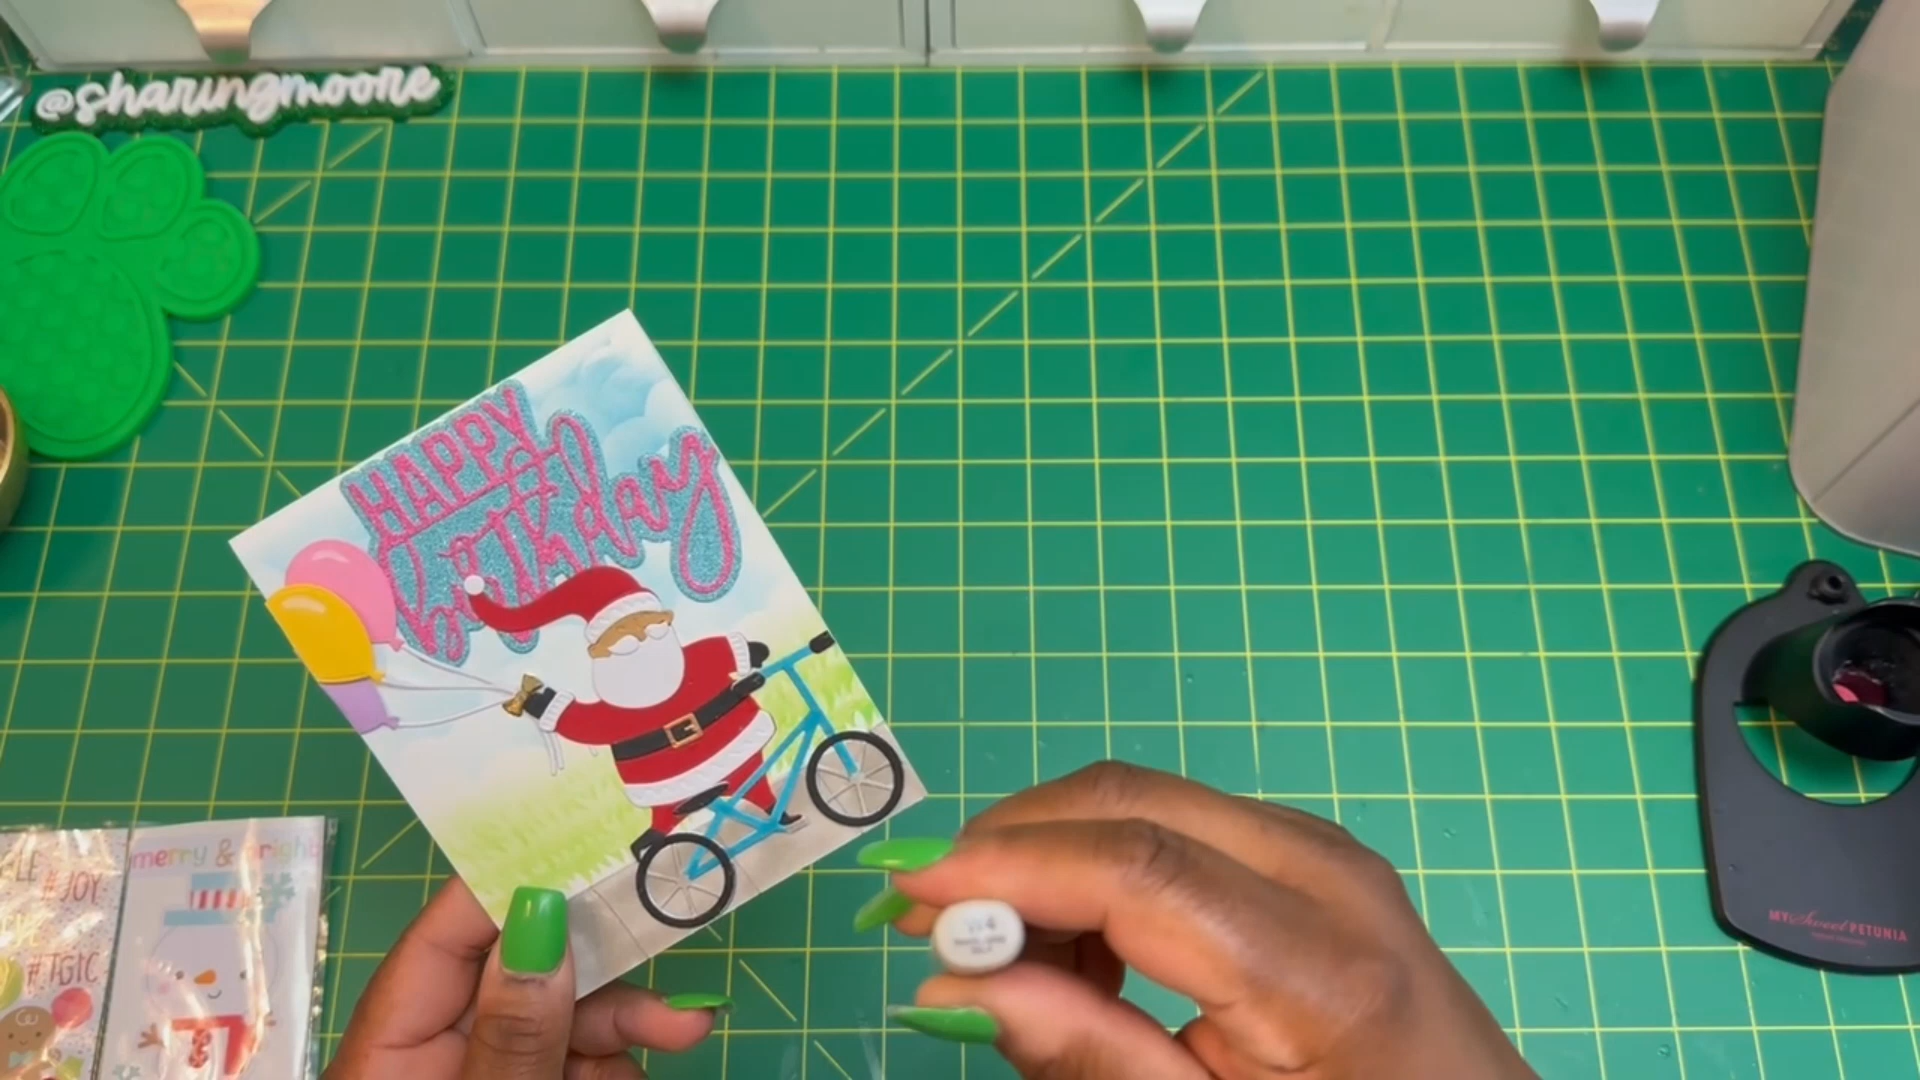 @sharingmoore
HAPPY
birthday
merry & bright
#JOY
#TGIC
MY Sweet PETUNIA